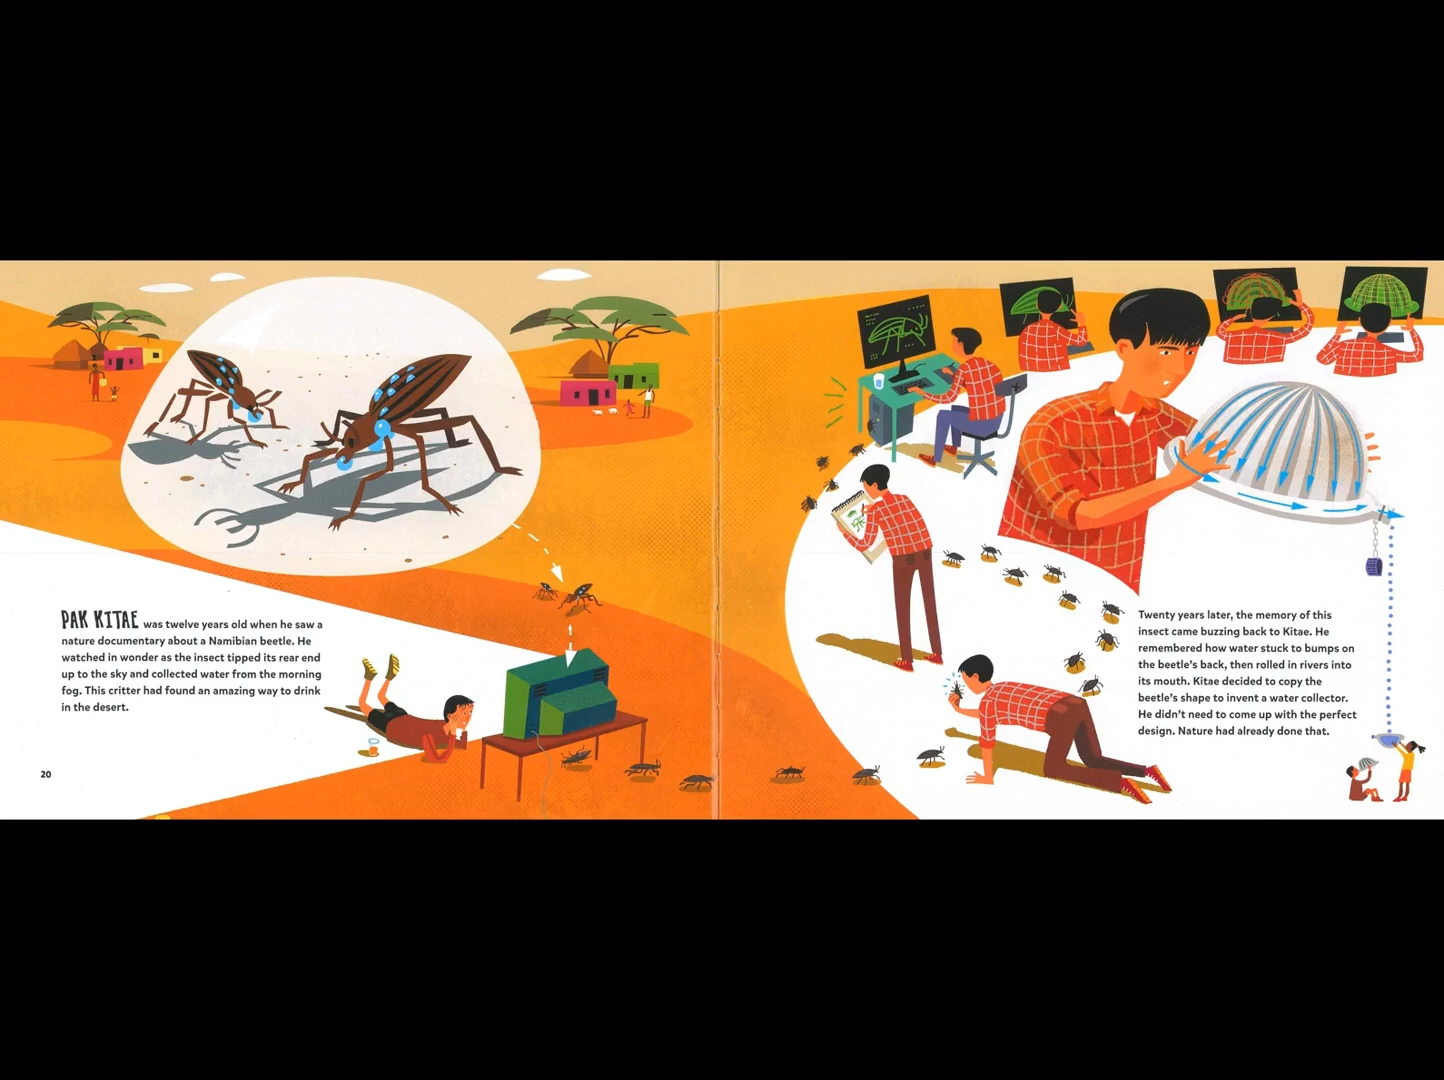 PAK KITAE was twelve years old when he saw a
nature documentary about a Namibian beetle. He
watched in wonder as the insect tipped its rear end
up to the sky and collected water from the morning
fog. This critter had found an amazing way to drink
in the desert.
20
Twenty years later, the memory of this
insect came buzzing back to Kitae. He
remembered how water stuck to bumps on
the beetle's back, then rolled in rivers into
its mouth. Kitae decided to copy the
beetle's shape to invent a water collector.
He didn't need to come up with the perfect
design. Nature had already done that.